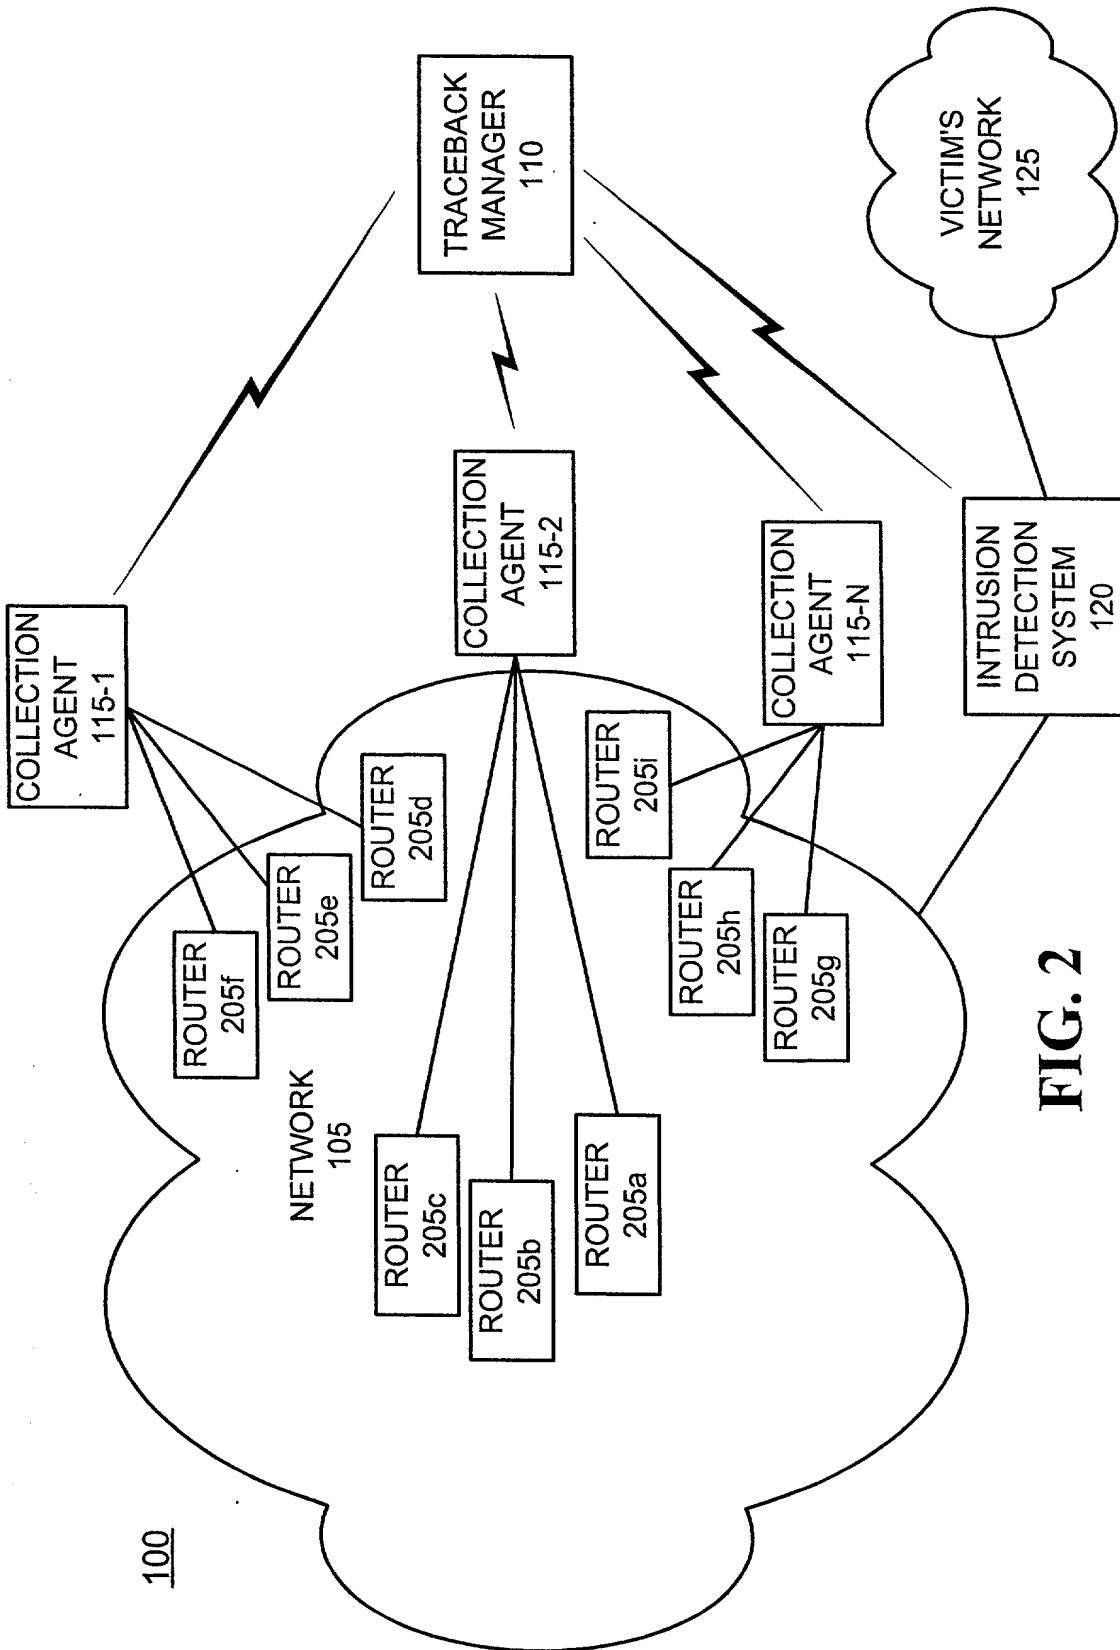 100
NETWORK
105
ROUTER
205f
ROUTER
205e
ROUTER
205d
ROUTER
205c
ROUTER
205b
ROUTER
205a
ROUTER
205i
ROUTER
205h
ROUTER
205g
COLLECTION
AGENT
115-1
COLLECTION
AGENT
115-2
COLLECTION
AGENT
115-N
TRACEBACK
MANAGER
110
INTRUSION
DETECTION
SYSTEM
120
VICTIM'S
NETWORK
125
FIG. 2